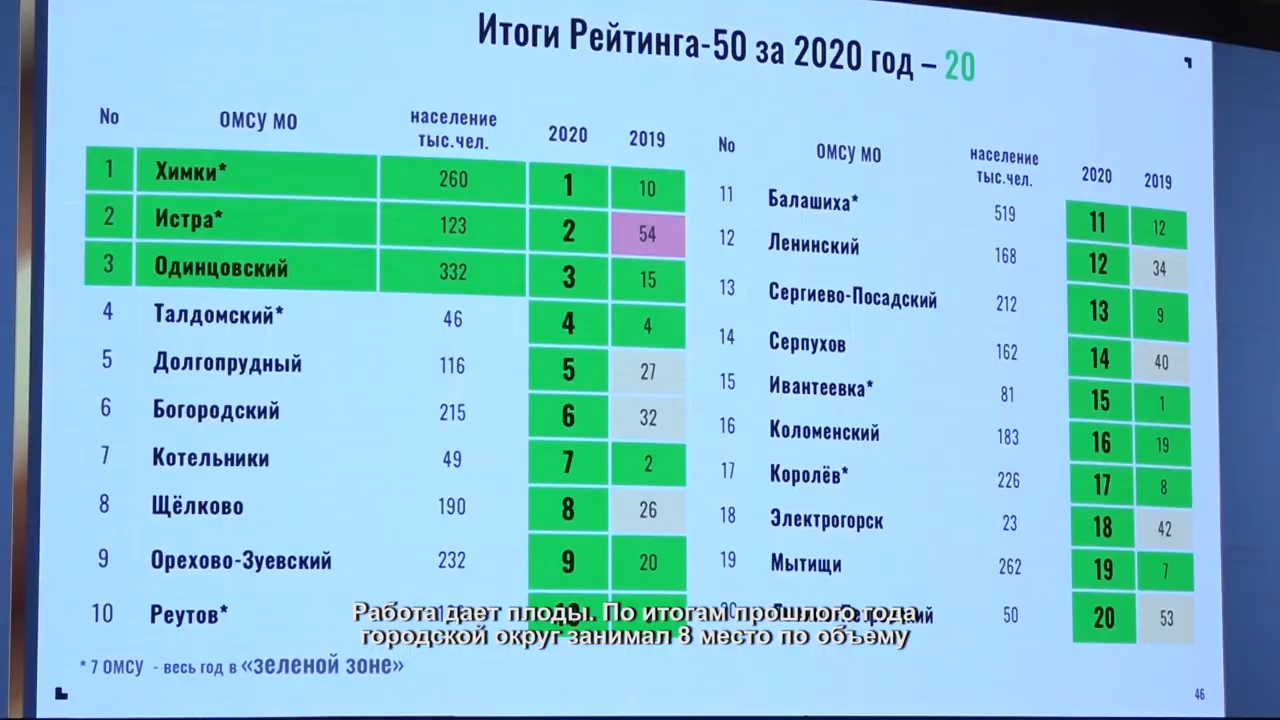 Итоги Рейтинга-50 за 2020 год – 20
No ОМСУ МО население тыс.чел. 2020 2019
1 Химки* 260 1 10
2 Истра* 123 2 54
3 Одинцовский 332 3 15
4 Талдомский* 46 4 4
5 Долгопрудный 116 5 27
6 Богородский 215 6 32
7 Котельники 49 7 2
8 Щёлково 190 8 26
9 Орехово-Зуевский 232 9 20
10 Реутов*
No ОМСУ МО население тыс.чел. 2020 2019
11 Балашиха* 519 11 12
12 Ленинский 168 12 34
13 Сергиево-Посадский 212 13 9
14 Серпухов 162 14 40
15 Ивантеевка* 81 15 1
16 Коломенский 183 16 19
17 Королёв* 226 17 8
18 Электрогорск 23 18 42
19 Мытищи 262 19 7
50 20 53
Работа дает плоды. По итогам прошлого года
городской округ занимал 8 место по объему
* 7 ОМСУ - весь год в «зеленой зоне»
46